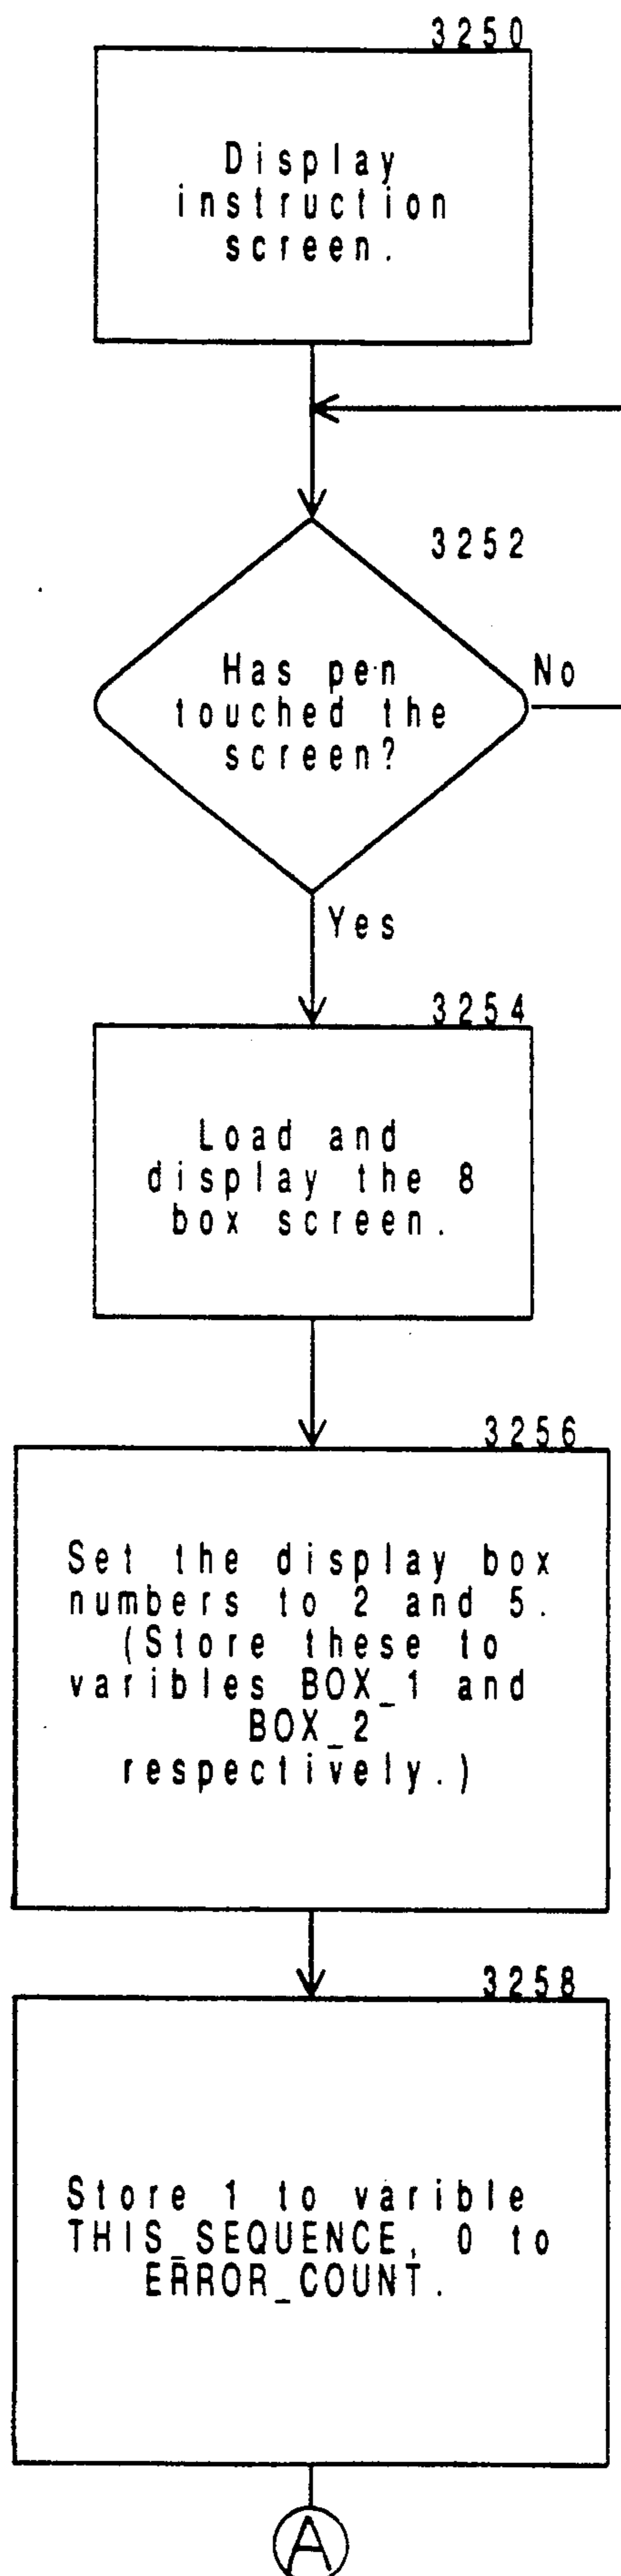 3250
Display
instruction
screen.
3252
Has pen
touched the
screen?
No
Yes
3254
Load and
display the 8
box screen.
3256
Set the display box
numbers to 2 and 5.
(Store these to
varibles BOX_1 and
BOX_2
respectively.)
3258
Store 1 to varible
THIS_SEQUENCE, 0 to
ERROR_COUNT.
A